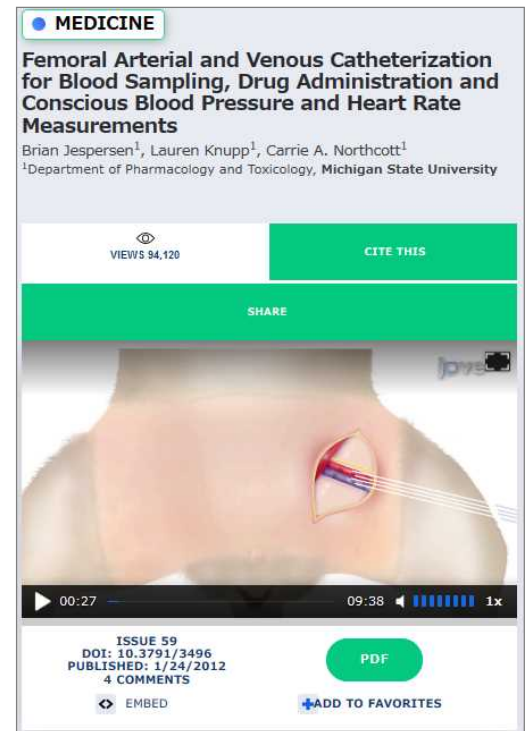 MEDICINE
Femoral Arterial and Venous Catheterization
for Blood Sampling, Drug Administration and
Conscious Blood Pressure and Heart Rate
Measurements
Brian Jespersen1, Lauren Knupp1, Carrie A. Northcott1
1Department of Pharmacology and Toxicology, Michigan State University
VIEWS 94,120
CITE THIS
SHARE
jove
00:27
09:38
1x
ISSUE 59
DOI: 10.3791/3496
PUBLISHED: 1/24/2012
4 COMMENTS
PDF
EMBED
ADD TO FAVORITES